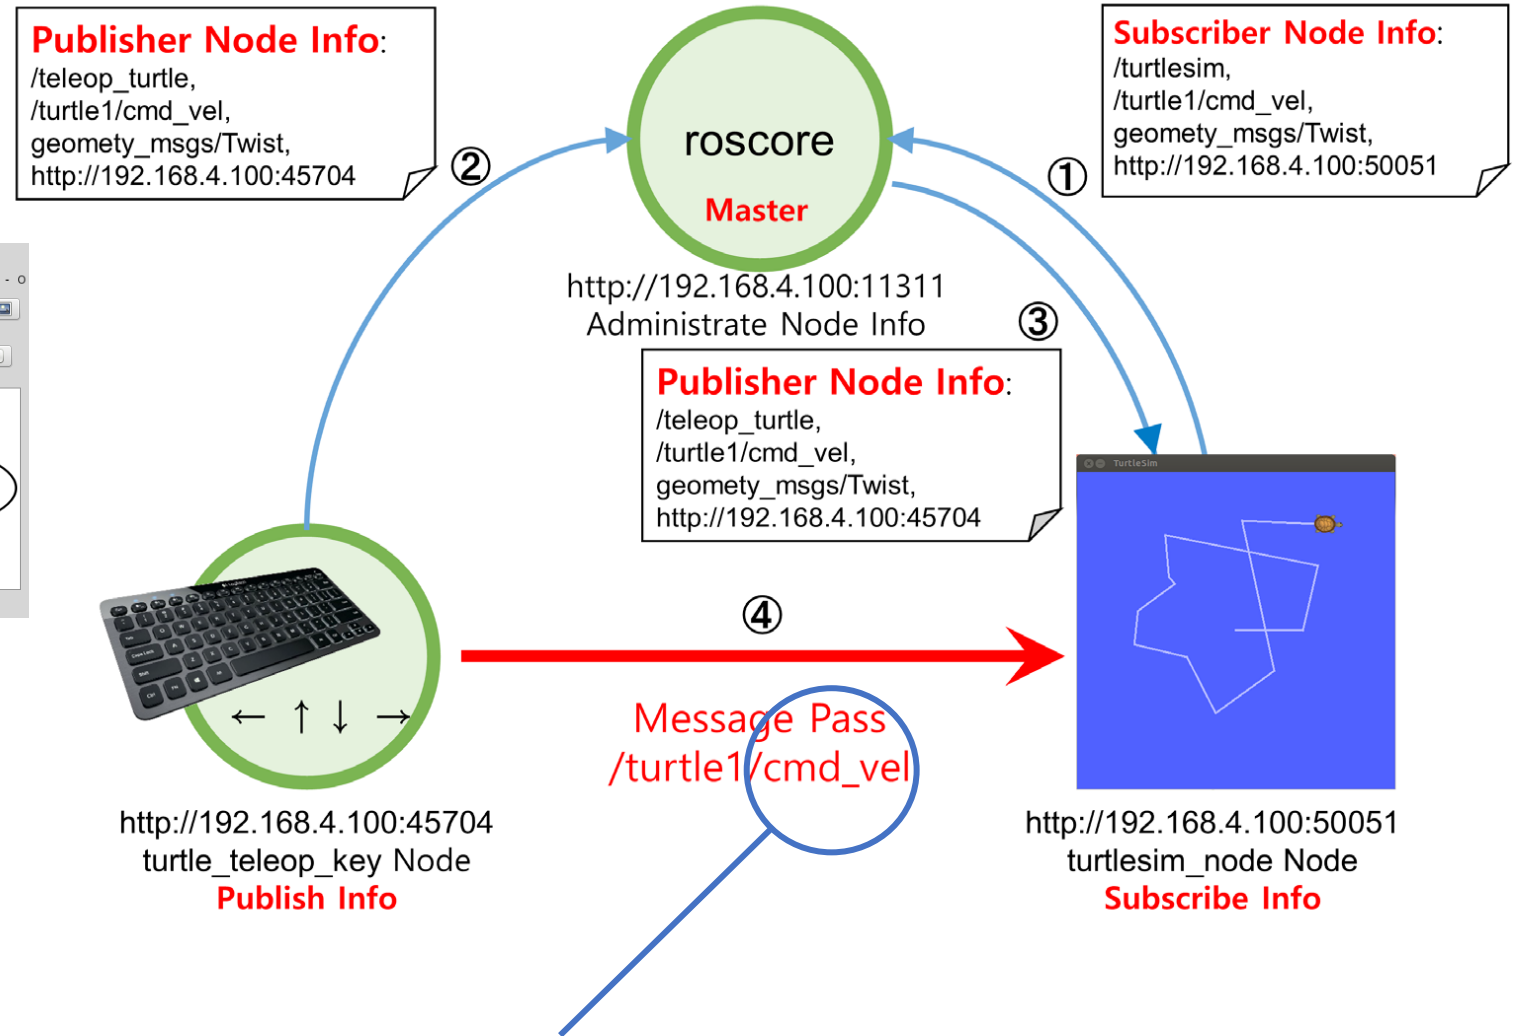 Publisher Node Info:
/teleop_turtle,
/turtle1/cmd_vel,
geomety_msgs/Twist,
http://192.168.4.100:45704
②
roscore
Master
http://192.168.4.100:11311
Administrate Node Info
①
Subscriber Node Info:
/turtlesim,
/turtle1/cmd_vel,
geomety_msgs/Twist,
http://192.168.4.100:50051
③
Publisher Node Info:
/teleop_turtle,
/turtle1/cmd_vel,
geomety_msgs/Twist,
http://192.168.4.100:45704
TurtleSim
④
Message Pass
/turtle1/cmd_vel
← ↑ ↓ →
http://192.168.4.100:45704
turtle_teleop_key Node
Publish Info
http://192.168.4.100:50051
turtlesim_node Node
Subscribe Info